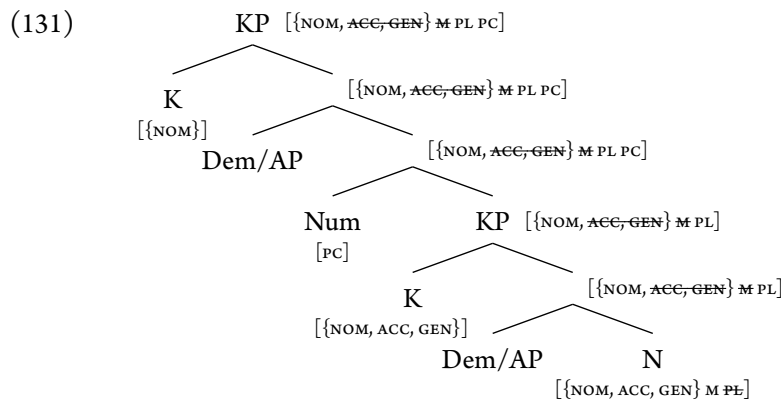 (131) KP [{NOM, ACC, GEN} M PL PC]
K [{NOM, ACC, GEN} M PL PC]
[{NOM}]
Dem/AP [{NOM, ACC, GEN} M PL PC]
Num KP [{NOM, ACC, GEN} M PL]
[PC]
K [{NOM, ACC, GEN} M PL]
[{NOM, ACC, GEN}]
Dem/AP N
[{NOM, ACC, GEN} M PL]